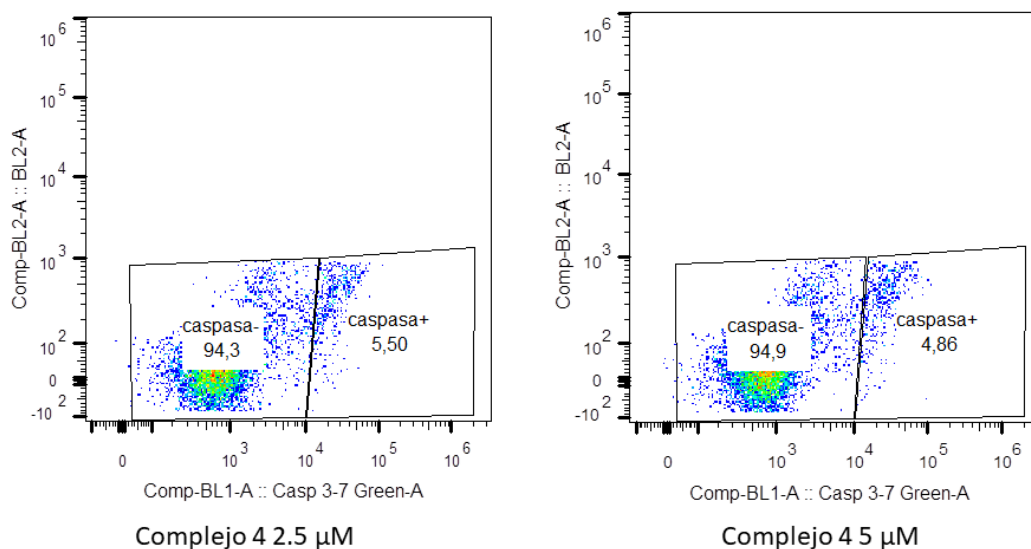 10^6
10^5
10^4
10^3
10^2
0
-10^2
Comp-BL2-A :: BL2-A
caspasa-
94,3
caspasa+
5,50
0
10^3
10^4
10^5
10^6
Comp-BL1-A :: Casp 3-7 Green-A
Complejo 4 2.5 µM
10^6
10^5
10^4
10^3
10^2
0
-10^2
Comp-BL2-A :: BL2-A
caspasa-
94,9
caspasa+
4,86
0
10^3
10^4
10^5
10^6
Comp-BL1-A :: Casp 3-7 Green-A
Complejo 4 5 µM